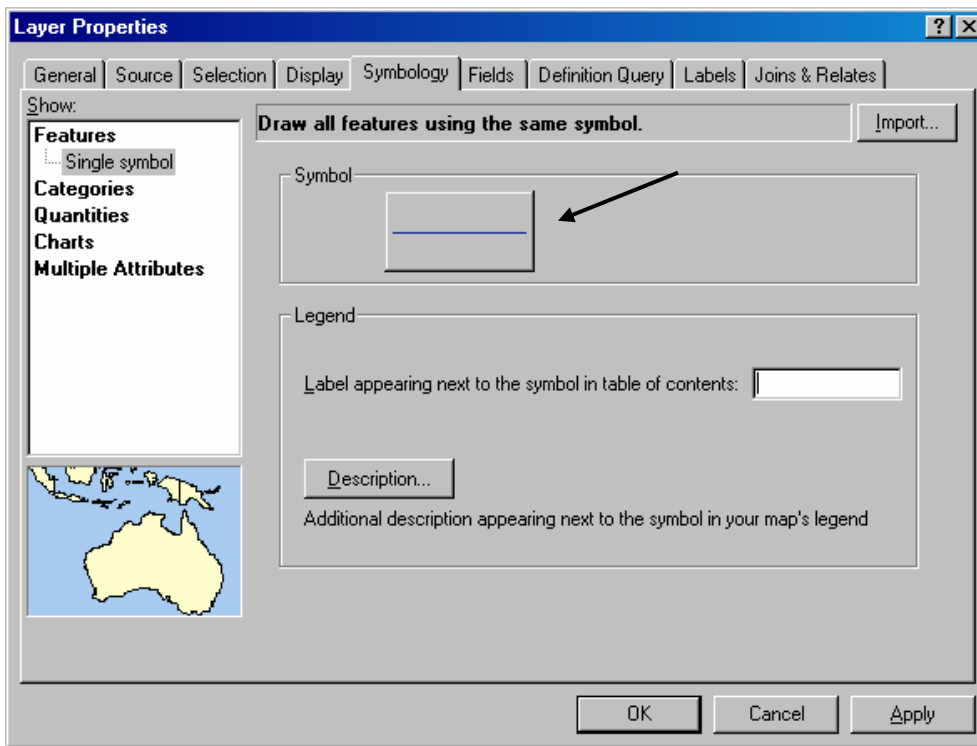 Layer Properties
? X
General Source Selection Display Symbology Fields Definition Query Labels Joins & Relates
Show:
Features
Single symbol
Categories
Quantities
Charts
Multiple Attributes
Draw all features using the same symbol.
Import...
Symbol
Legend
Label appearing next to the symbol in table of contents:
Description...
Additional description appearing next to the symbol in your map's legend
OK Cancel Apply